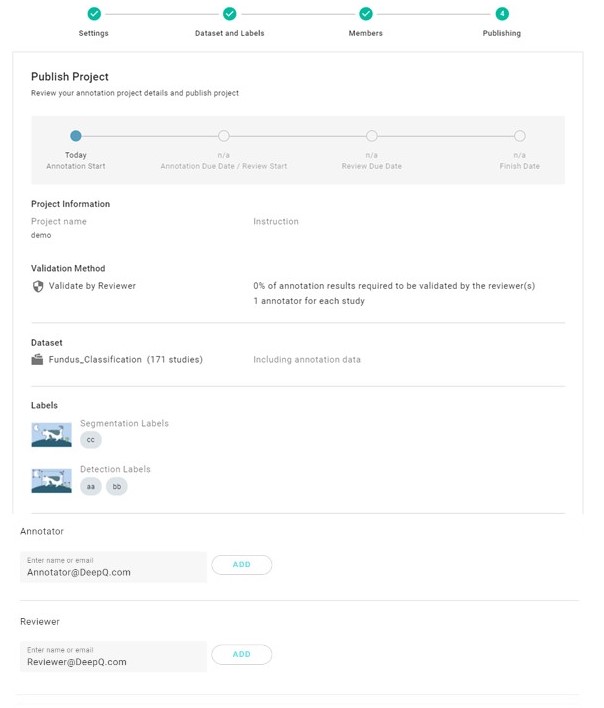 4
Settings
Dataset and Labels
Members
Publishing
Publish Project
Review your annotation project details and publish project
Today
Annotation Start
n/a
Annotation Due Date / Review Start
n/a
Review Due Date
n/a
Finish Date
Project Information
Project name
Instruction
demo
Validation Method
Validate by Reviewer
0% of annotation results required to be validated by the reviewer(s)
1 annotator for each study
Dataset
Fundus_Classification (171 studies)
Including annotation data
Labels
Segmentation Labels
cc
Detection Labels
aa bb
Annotator
Enter name or email
Annotator@DeepQ.com
ADD
Reviewer
Enter name or email
Reviewer@DeepQ.com
ADD